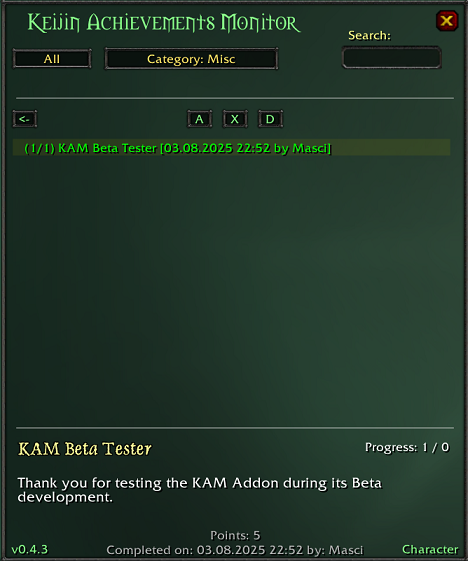 Keijin Achievements Monitor
X
Search:
All
Category: Misc
<-
A
X
D
(1/1) KAM Beta Tester [03.08.2025 22:52 by Masci]
KAM Beta Tester
Progress: 1 / 0
Thank you for testing the KAM Addon during its Beta
development.
Points: 5
v0.4.3
Completed on: 03.08.2025 22:52 by: Masci
Character